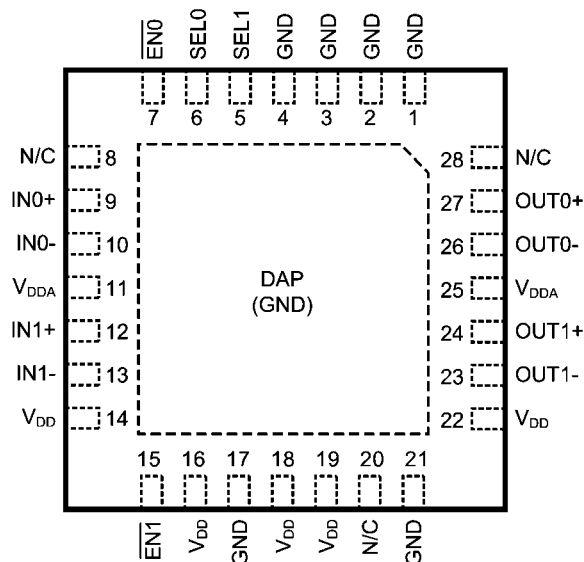 EN0 SEL0 SEL1 GND GND GND GND
7 6 5 4 3 2 1
N/C 8 28 N/C
IN0+ 9 27 OUT0+
IN0- 10 26 OUT0-
VDDA 11 25 VDDA
IN1+ 12 24 OUT1+
IN1- 13 23 OUT1-
VDD 14 22 VDD
DAP
(GND)
15 16 17 18 19 20 21
EN1 VDD GND VDD VDD N/C GND